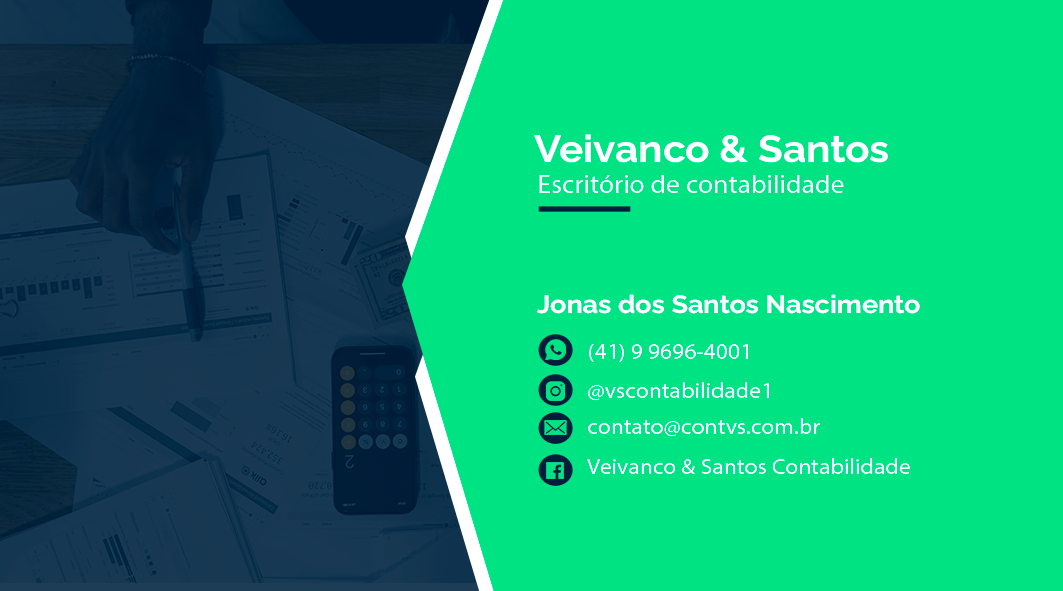 Veivanco & Santos
Escritório de contabilidade
Jonas dos Santos Nascimento
(41) 9 9696-4001
@vscontabilidade1
contato@contvs.com.br
Veivanco & Santos Contabilidade